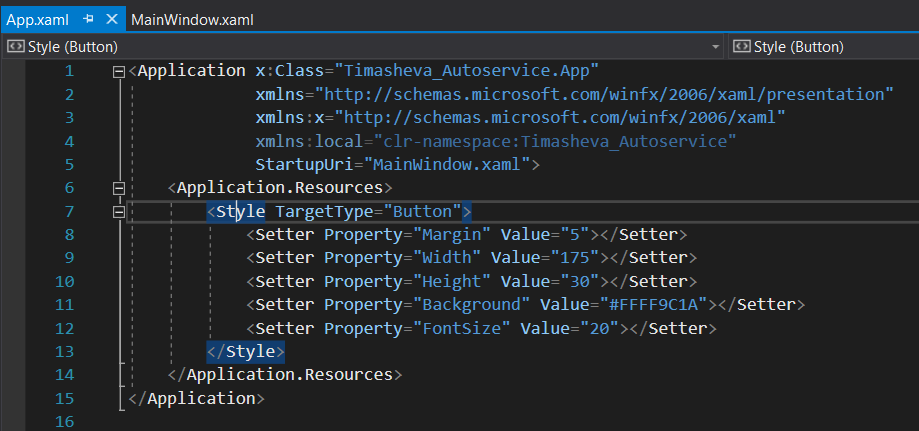 App.xaml MainWindow.xaml
Style (Button) Style (Button)
1 <Application x:Class="Timasheva_Autoservice.App"
2 xmlns="http://schemas.microsoft.com/winfx/2006/xaml/presentation"
3 xmlns:x="http://schemas.microsoft.com/winfx/2006/xaml"
4 xmlns:local="clr-namespace:Timasheva_Autoservice"
5 StartupUri="MainWindow.xaml">
6 <Application.Resources>
7 <Style TargetType="Button">
8 <Setter Property="Margin" Value="5"></Setter>
9 <Setter Property="Width" Value="175"></Setter>
10 <Setter Property="Height" Value="30"></Setter>
11 <Setter Property="Background" Value="#FFFF9C1A"></Setter>
12 <Setter Property="FontSize" Value="20"></Setter>
13 </Style>
14 </Application.Resources>
15 </Application>
16